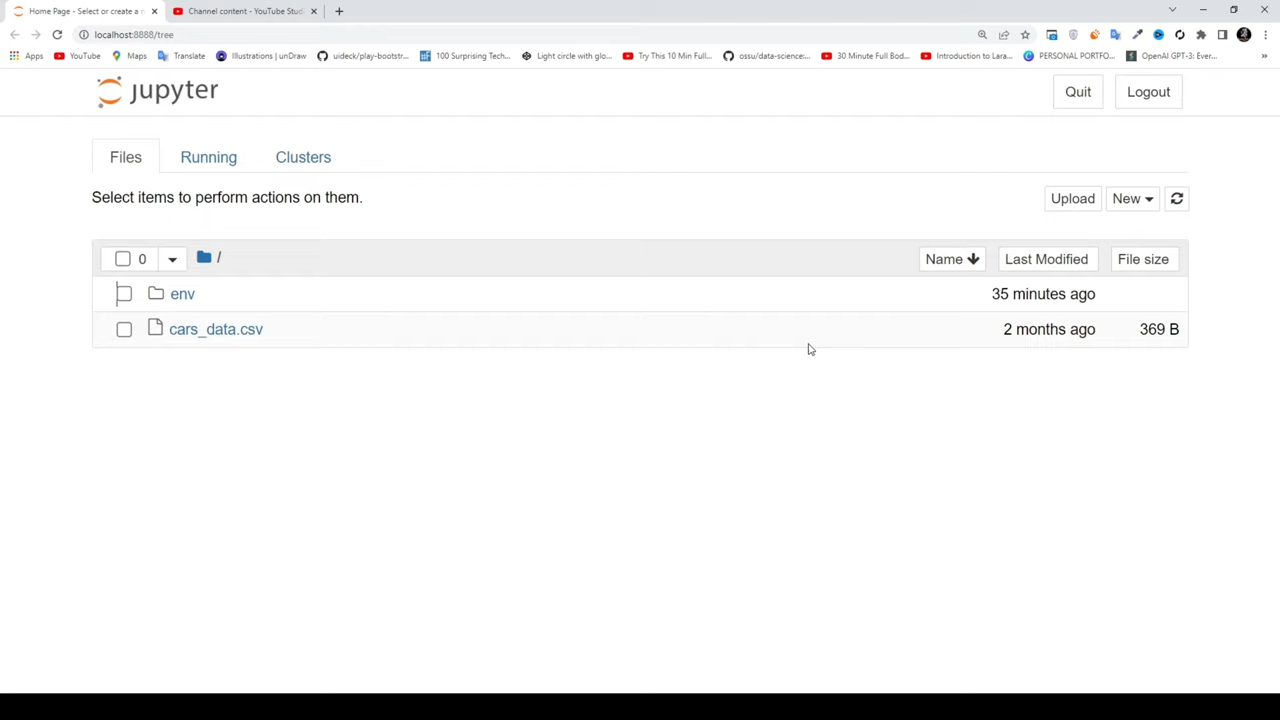 Home Page - Select or create a n
Channel content - YouTube Stud
localhost:8888/tree
Apps YouTube Maps Translate Illustrations | unDraw uideck/play-bootstr... 100 Surprising Tech... Light circle with glo... Try This 10 Min Full... ossu/data-science:... 30 Minute Full Bod... Introduction to Lara... PERSONAL PORTFO... OpenAI GPT-3: Ever... »
jupyter
Quit Logout
Files Running Clusters
Select items to perform actions on them.
Upload New
0 / Name Last Modified File size
env 35 minutes ago
cars_data.csv 2 months ago 369 B